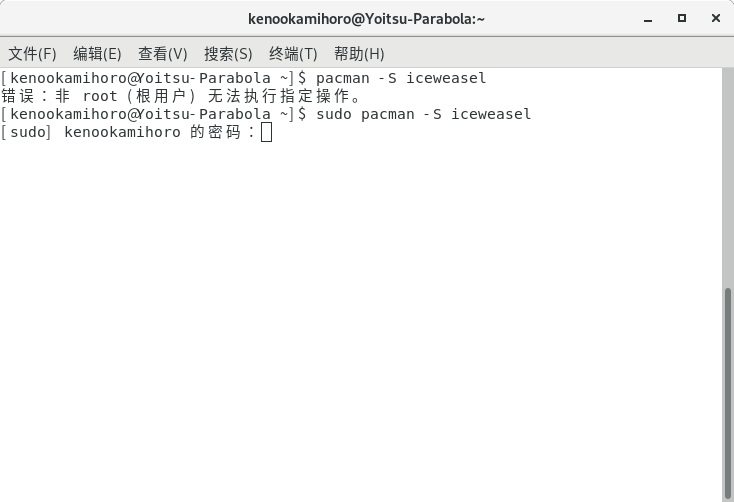 kenookamihoro@Yoitsu-Parabola:~
文件(F) 编辑(E) 查看(V) 搜索(S) 终端(T) 帮助(H)
[kenookamihoro@Yoitsu-Parabola ~]$ pacman -S iceweasel
错误：非 root (根用户) 无法执行指定操作。
[kenookamihoro@Yoitsu-Parabola ~]$ sudo pacman -S iceweasel
[sudo] kenookamihoro 的密码：